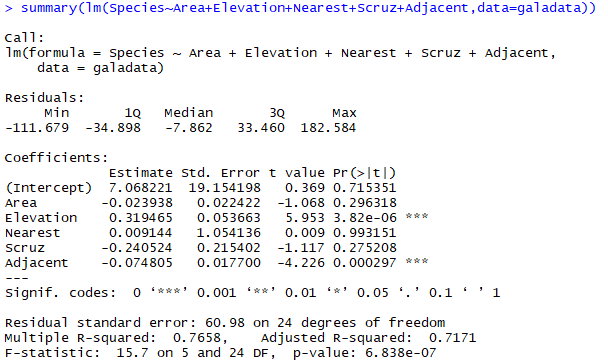 > summary(lm(Species~Area+Elevation+Nearest+Scruz+Adjacent,data=galadata))
Call:
lm(formula = Species ~ Area + Elevation + Nearest + Scruz + Adjacent,
    data = galadata)
Residuals:
     Min       1Q   Median       3Q      Max
-111.679  -34.898   -7.862   33.460  182.584
Coefficients:
             Estimate Std. Error t value Pr(>|t|)
(Intercept)  7.068221  19.154198   0.369 0.715351
Area        -0.023938   0.022422  -1.068 0.296318
Elevation    0.319465   0.053663   5.953 3.82e-06 ***
Nearest      0.009144   1.054136   0.009 0.993151
Scruz       -0.240524   0.215402  -1.117 0.275208
Adjacent    -0.074805   0.017700  -4.226 0.000297 ***
---
Signif. codes:  0 ‘***’ 0.001 ‘**’ 0.01 ‘*’ 0.05 ‘.’ 0.1 ‘ ’ 1
Residual standard error: 60.98 on 24 degrees of freedom
Multiple R-squared:  0.7658,    Adjusted R-squared:  0.7171
F-statistic:  15.7 on 5 and 24 DF,  p-value: 6.838e-07